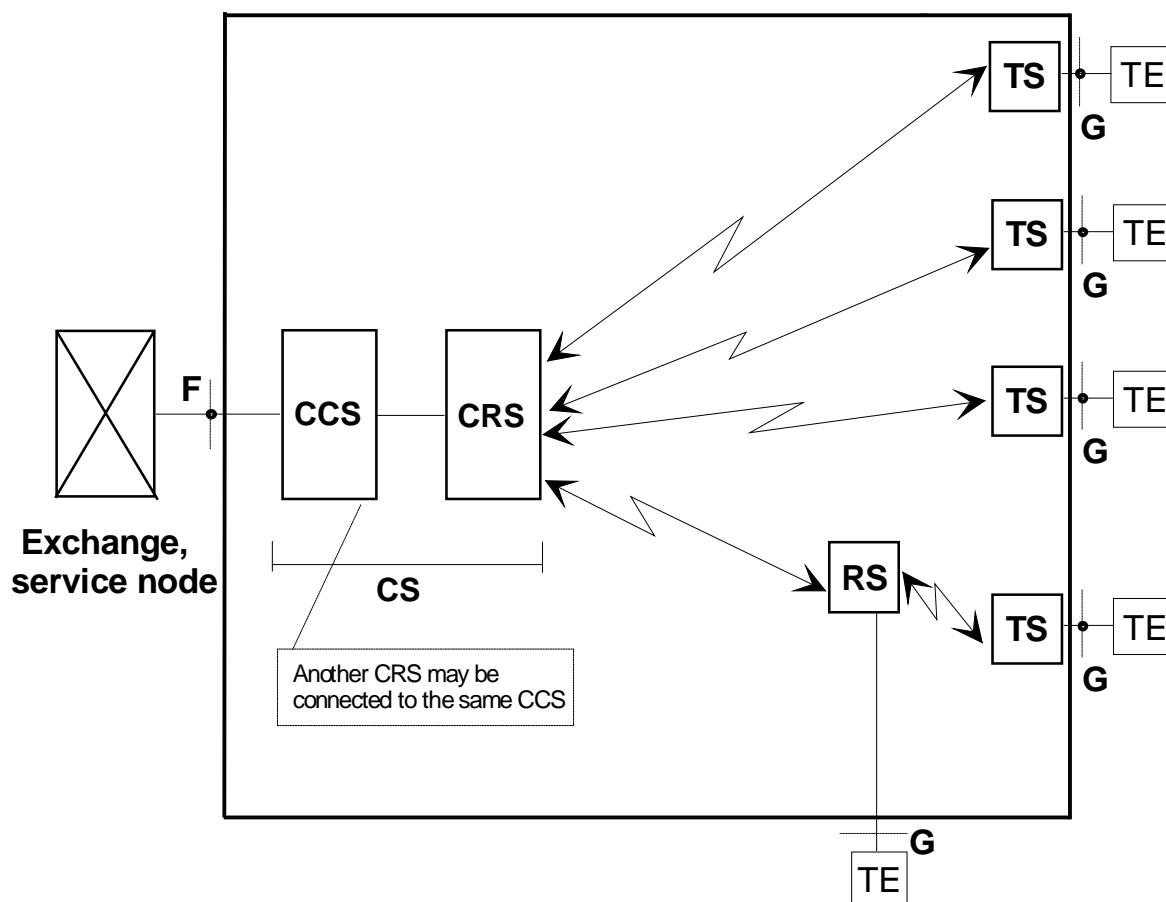 TS
TE
G
TS
TE
G
F
CCS
CRS
TS
TE
G
Exchange,
service node
CS
RS
TS
TE
G
Another CRS may be
connected to the same CCS
G
TE